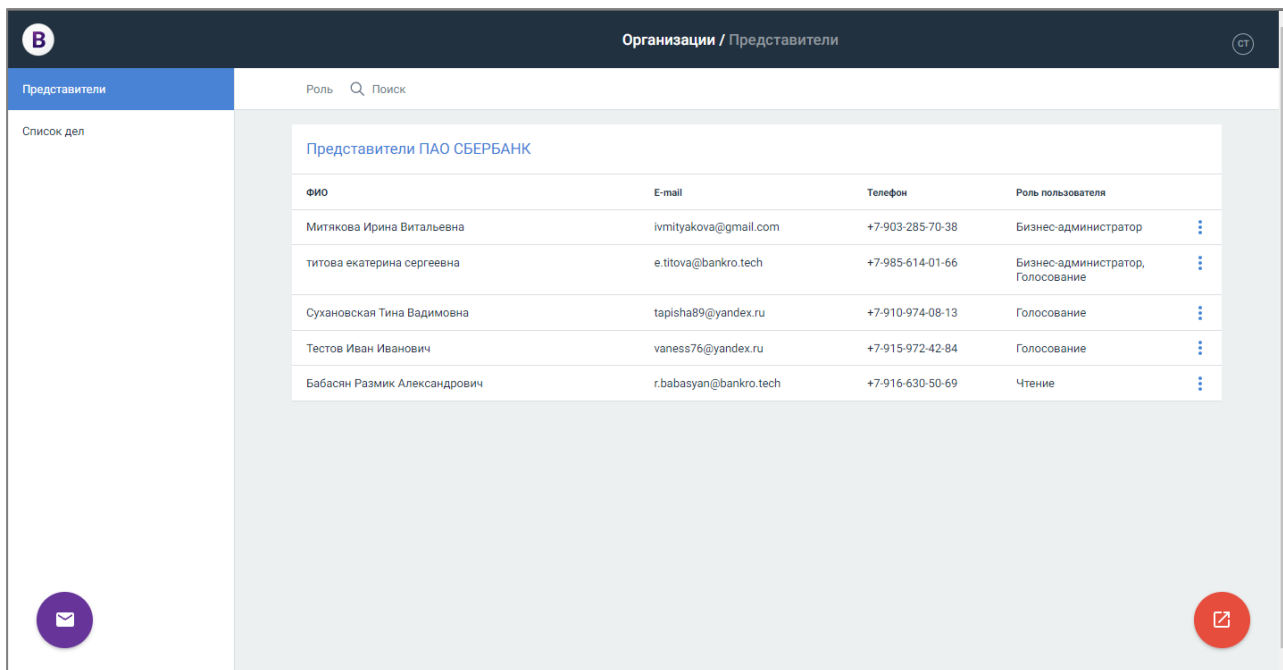 B
Организации / Представители
СТ
Представители
Роль Поиск
Список дел
Представители ПАО СБЕРБАНК
ФИО E-mail Телефон Роль пользователя
Митякова Ирина Витальевна ivmityakova@gmail.com +7-903-285-70-38 Бизнес-администратор
титова екатерина сергеевна e.titova@bankro.tech +7-985-614-01-66 Бизнес-администратор,
Голосование
Сухановская Тина Вадимовна tapisha89@yandex.ru +7-910-974-08-13 Голосование
Тестов Иван Иванович vaness76@yandex.ru +7-915-972-42-84 Голосование
Бабасян Размик Александрович r.babasyan@bankro.tech +7-916-630-50-69 Чтение